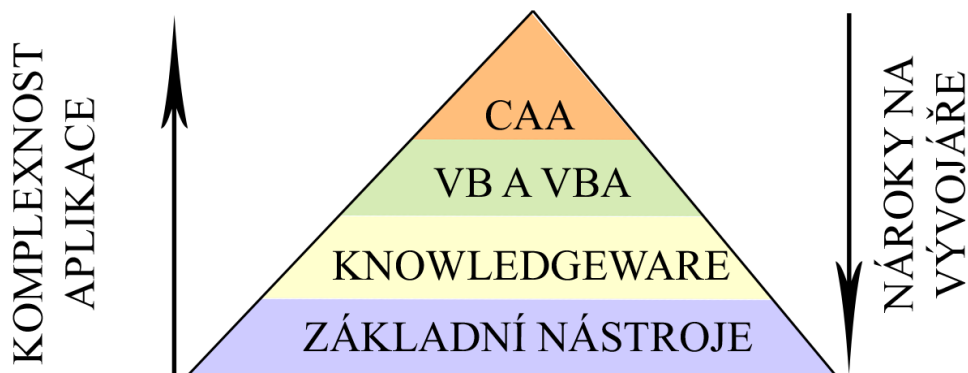 KOMPLEXNOST
APLIKACE
CAA
VB A VBA
KNOWLEDGEWARE
ZÁKLADNÍ NÁSTROJE
NÁROKY NA
VÝVOJÁŘE